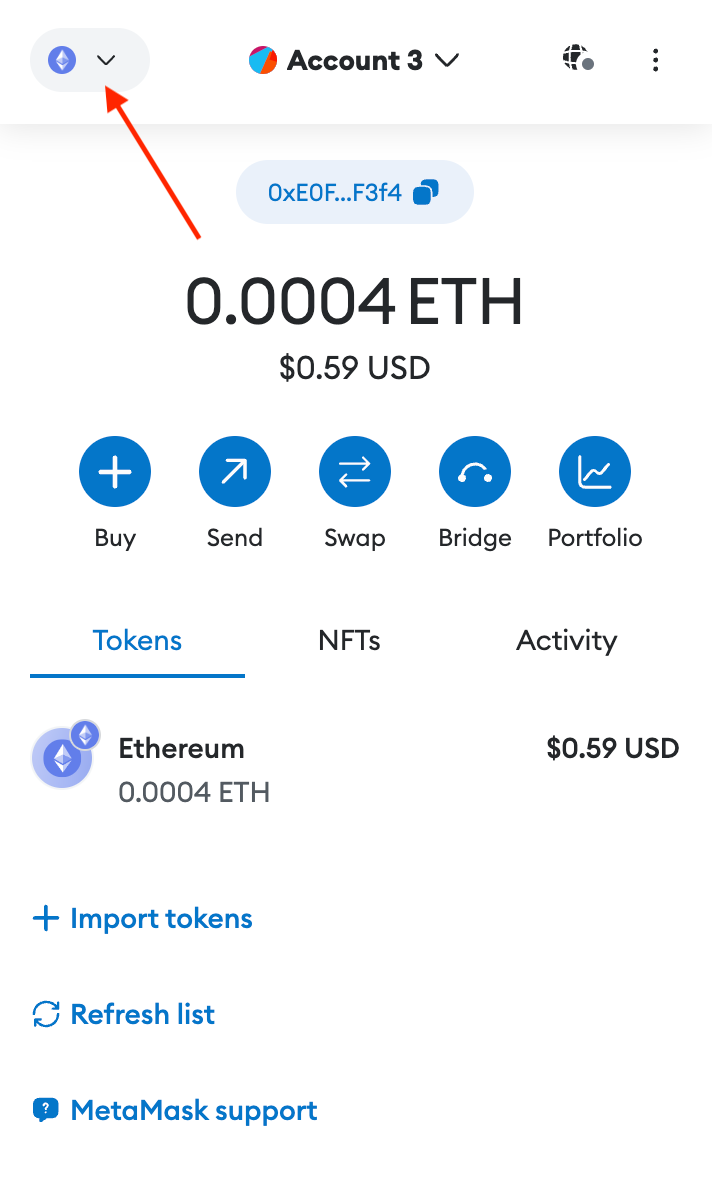 Account 3
0xE0F...F3f4
0.0004 ETH
$0.59 USD
Buy Send Swap Bridge Portfolio
Tokens NFTs Activity
Ethereum $0.59 USD
0.0004 ETH
Import tokens
Refresh list
? MetaMask support